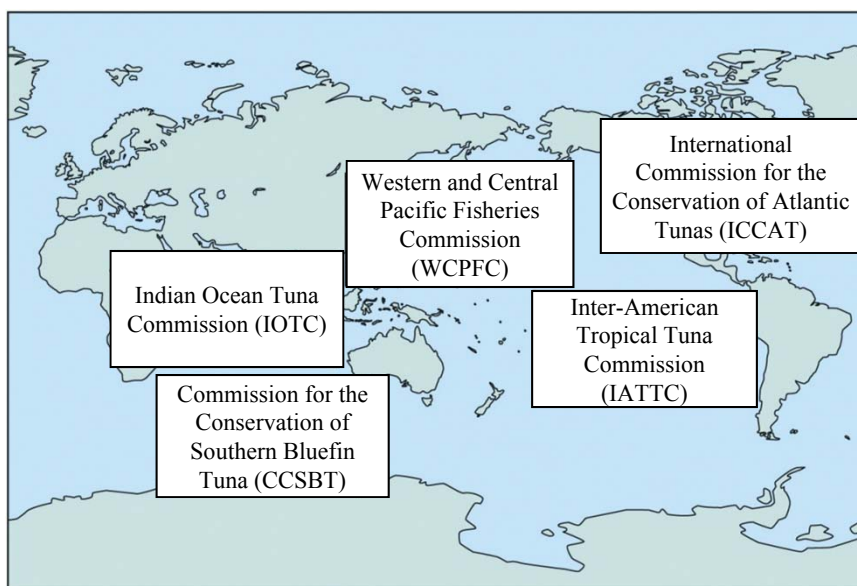 International
Commission for the
Conservation of Atlantic
Tunas (ICCAT)
Western and Central
Pacific Fisheries
Commission
(WCPFC)
Indian Ocean Tuna
Commission (IOTC)
Inter-American
Tropical Tuna
Commission
(IATTC)
Commission for the
Conservation of
Southern Bluefin
Tuna (CCSBT)